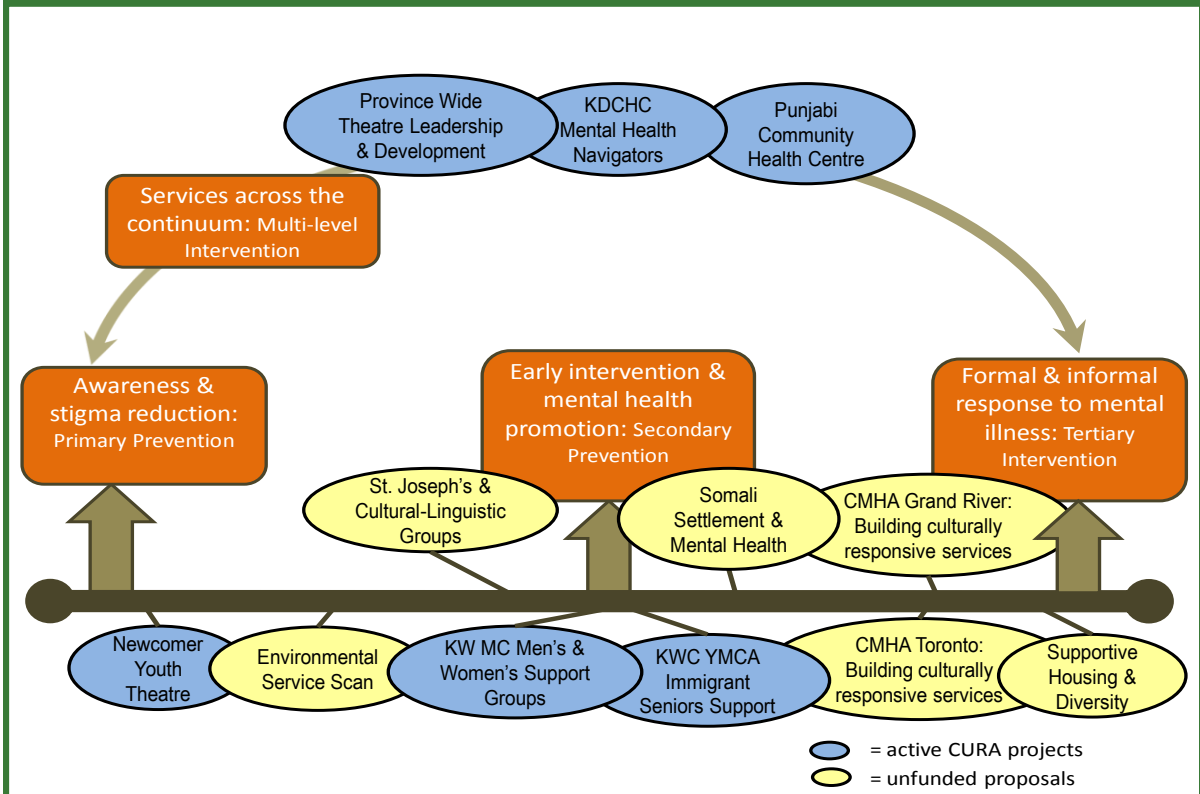 Province Wide
Theatre Leadership
& Development
KDCHC
Mental Health
Navigators
Punjabi
Community
Health Centre
Services across the
continuum: Multi-level
Intervention
Awareness &
stigma reduction:
Primary Prevention
Early intervention &
mental health
promotion: Secondary
Prevention
Formal & informal
response to mental
illness: Tertiary
Intervention
St. Joseph's &
Cultural-Linguistic
Groups
Somali
Settlement &
Mental Health
CMHA Grand River:
Building culturally
responsive services
Newcomer
Youth
Theatre
Environmental
Service Scan
KW MC Men's &
Women's Support
Groups
KWC YMCA
Immigrant
Seniors Support
CMHA Toronto:
Building culturally
responsive services
Supportive
Housing &
Diversity
= active CURA projects
= unfunded proposals